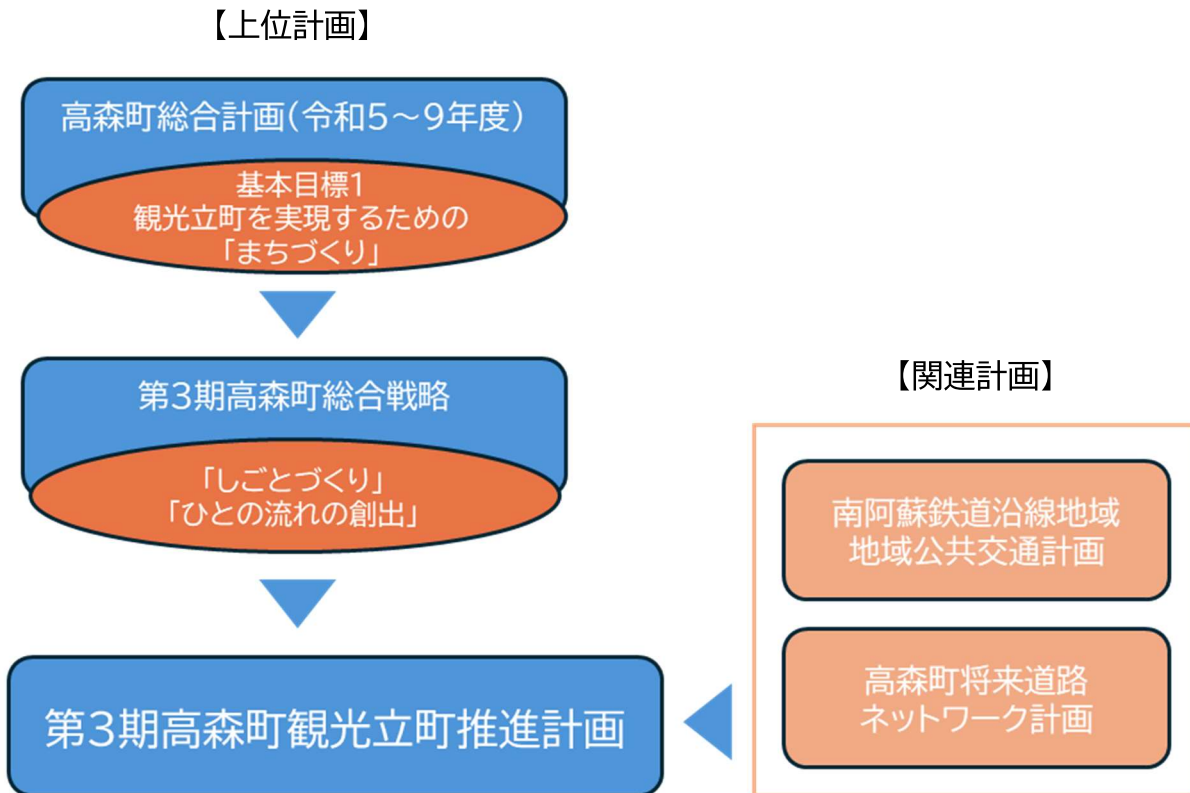 【上位計画】
高森町総合計画(令和5～9年度)
基本目標1
観光立町を実現するための
「まちづくり」
第3期高森町総合戦略
「しごとづくり」
「ひとの流れの創出」
第3期高森町観光立町推進計画
【関連計画】
南阿蘇鉄道沿線地域
地域公共交通計画
高森町将来道路
ネットワーク計画